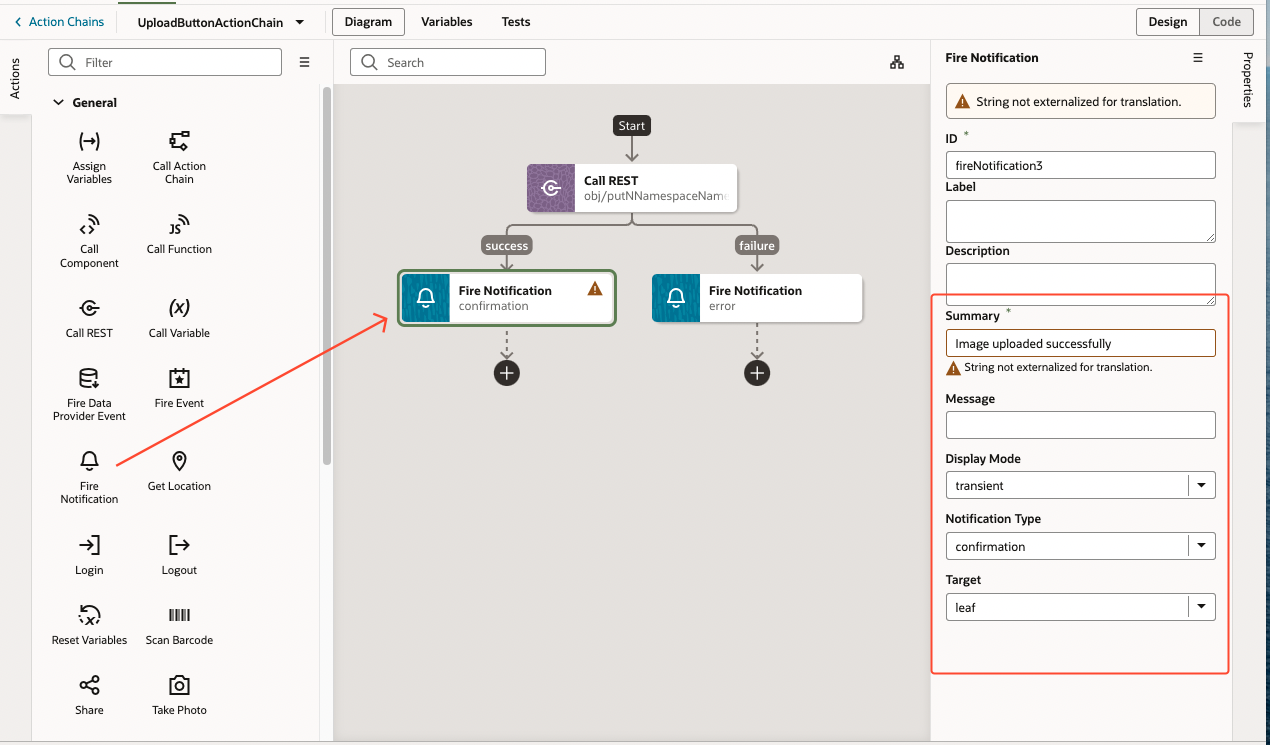 Action Chains
UploadButtonActionChain
Diagram
Variables
Tests
Design
Code
Actions
Filter
General
Assign
Variables
Call Action
Chain
Call
Component
JS
Call Function
Call REST
(x)
Call Variable
Fire Data
Provider Event
Fire Event
Fire
Notification
Get Location
Login
Logout
Reset Variables
Scan Barcode
Share
Take Photo
Search
Start
Call REST
obj/putNNamespaceName
success
failure
Fire Notification
confirmation
Fire Notification
error
Fire Notification
String not externalized for translation.
ID *
fireNotification3
Label
Description
Summary *
Image uploaded successfully
String not externalized for translation.
Message
Display Mode
transient
Notification Type
confirmation
Target
leaf
Properties